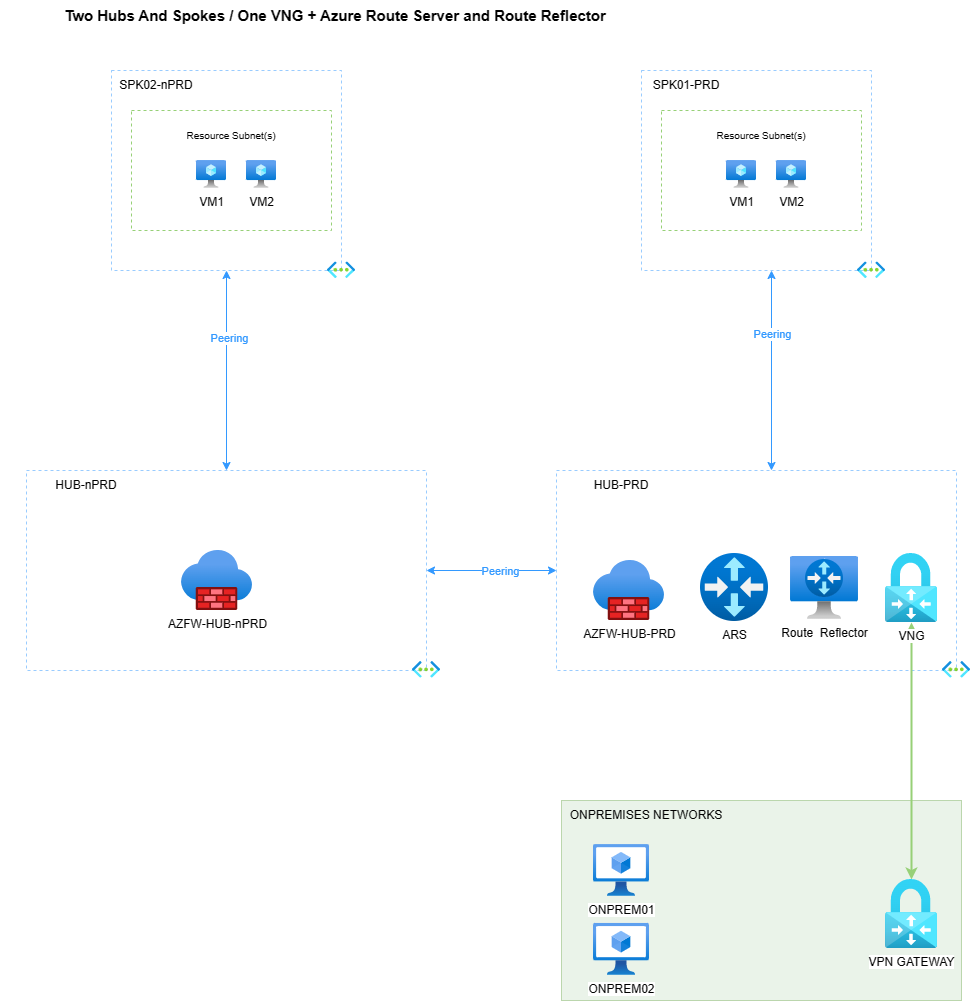 Two Hubs And Spokes / One VNG + Azure Route Server and Route Reflector
SPK02-nPRD
SPK01-PRD
Resource Subnet(s)
Resource Subnet(s)
VM1
VM2
VM1
VM2
Peering
Peering
HUB-nPRD
HUB-PRD
Peering
AZFW-HUB-nPRD
AZFW-HUB-PRD
ARS
Route Reflector
VNG
ONPREMISES NETWORKS
ONPREM01
VPN GATEWAY
ONPREM02